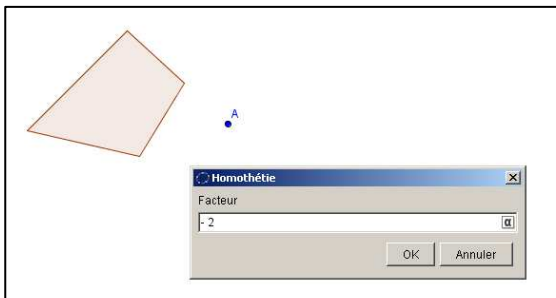 A
Homothétie
Facteur
- 2
α
OK Annuler